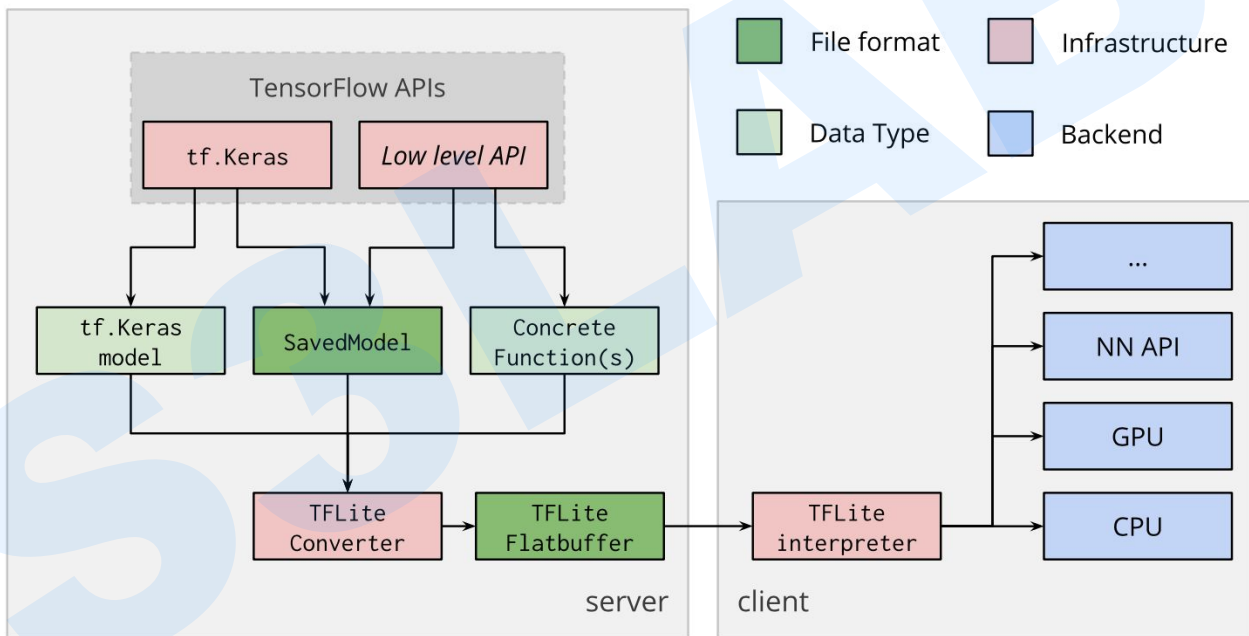 File format
Infrastructure
Data Type
Backend
TensorFlow APIs
tf.Keras
Low level API
tf.Keras
model
SavedModel
Concrete
Function(s)
TFLite
Converter
TFLite
Flatbuffer
server
...
NN API
GPU
CPU
TFLite
interpreter
client
S3LAB